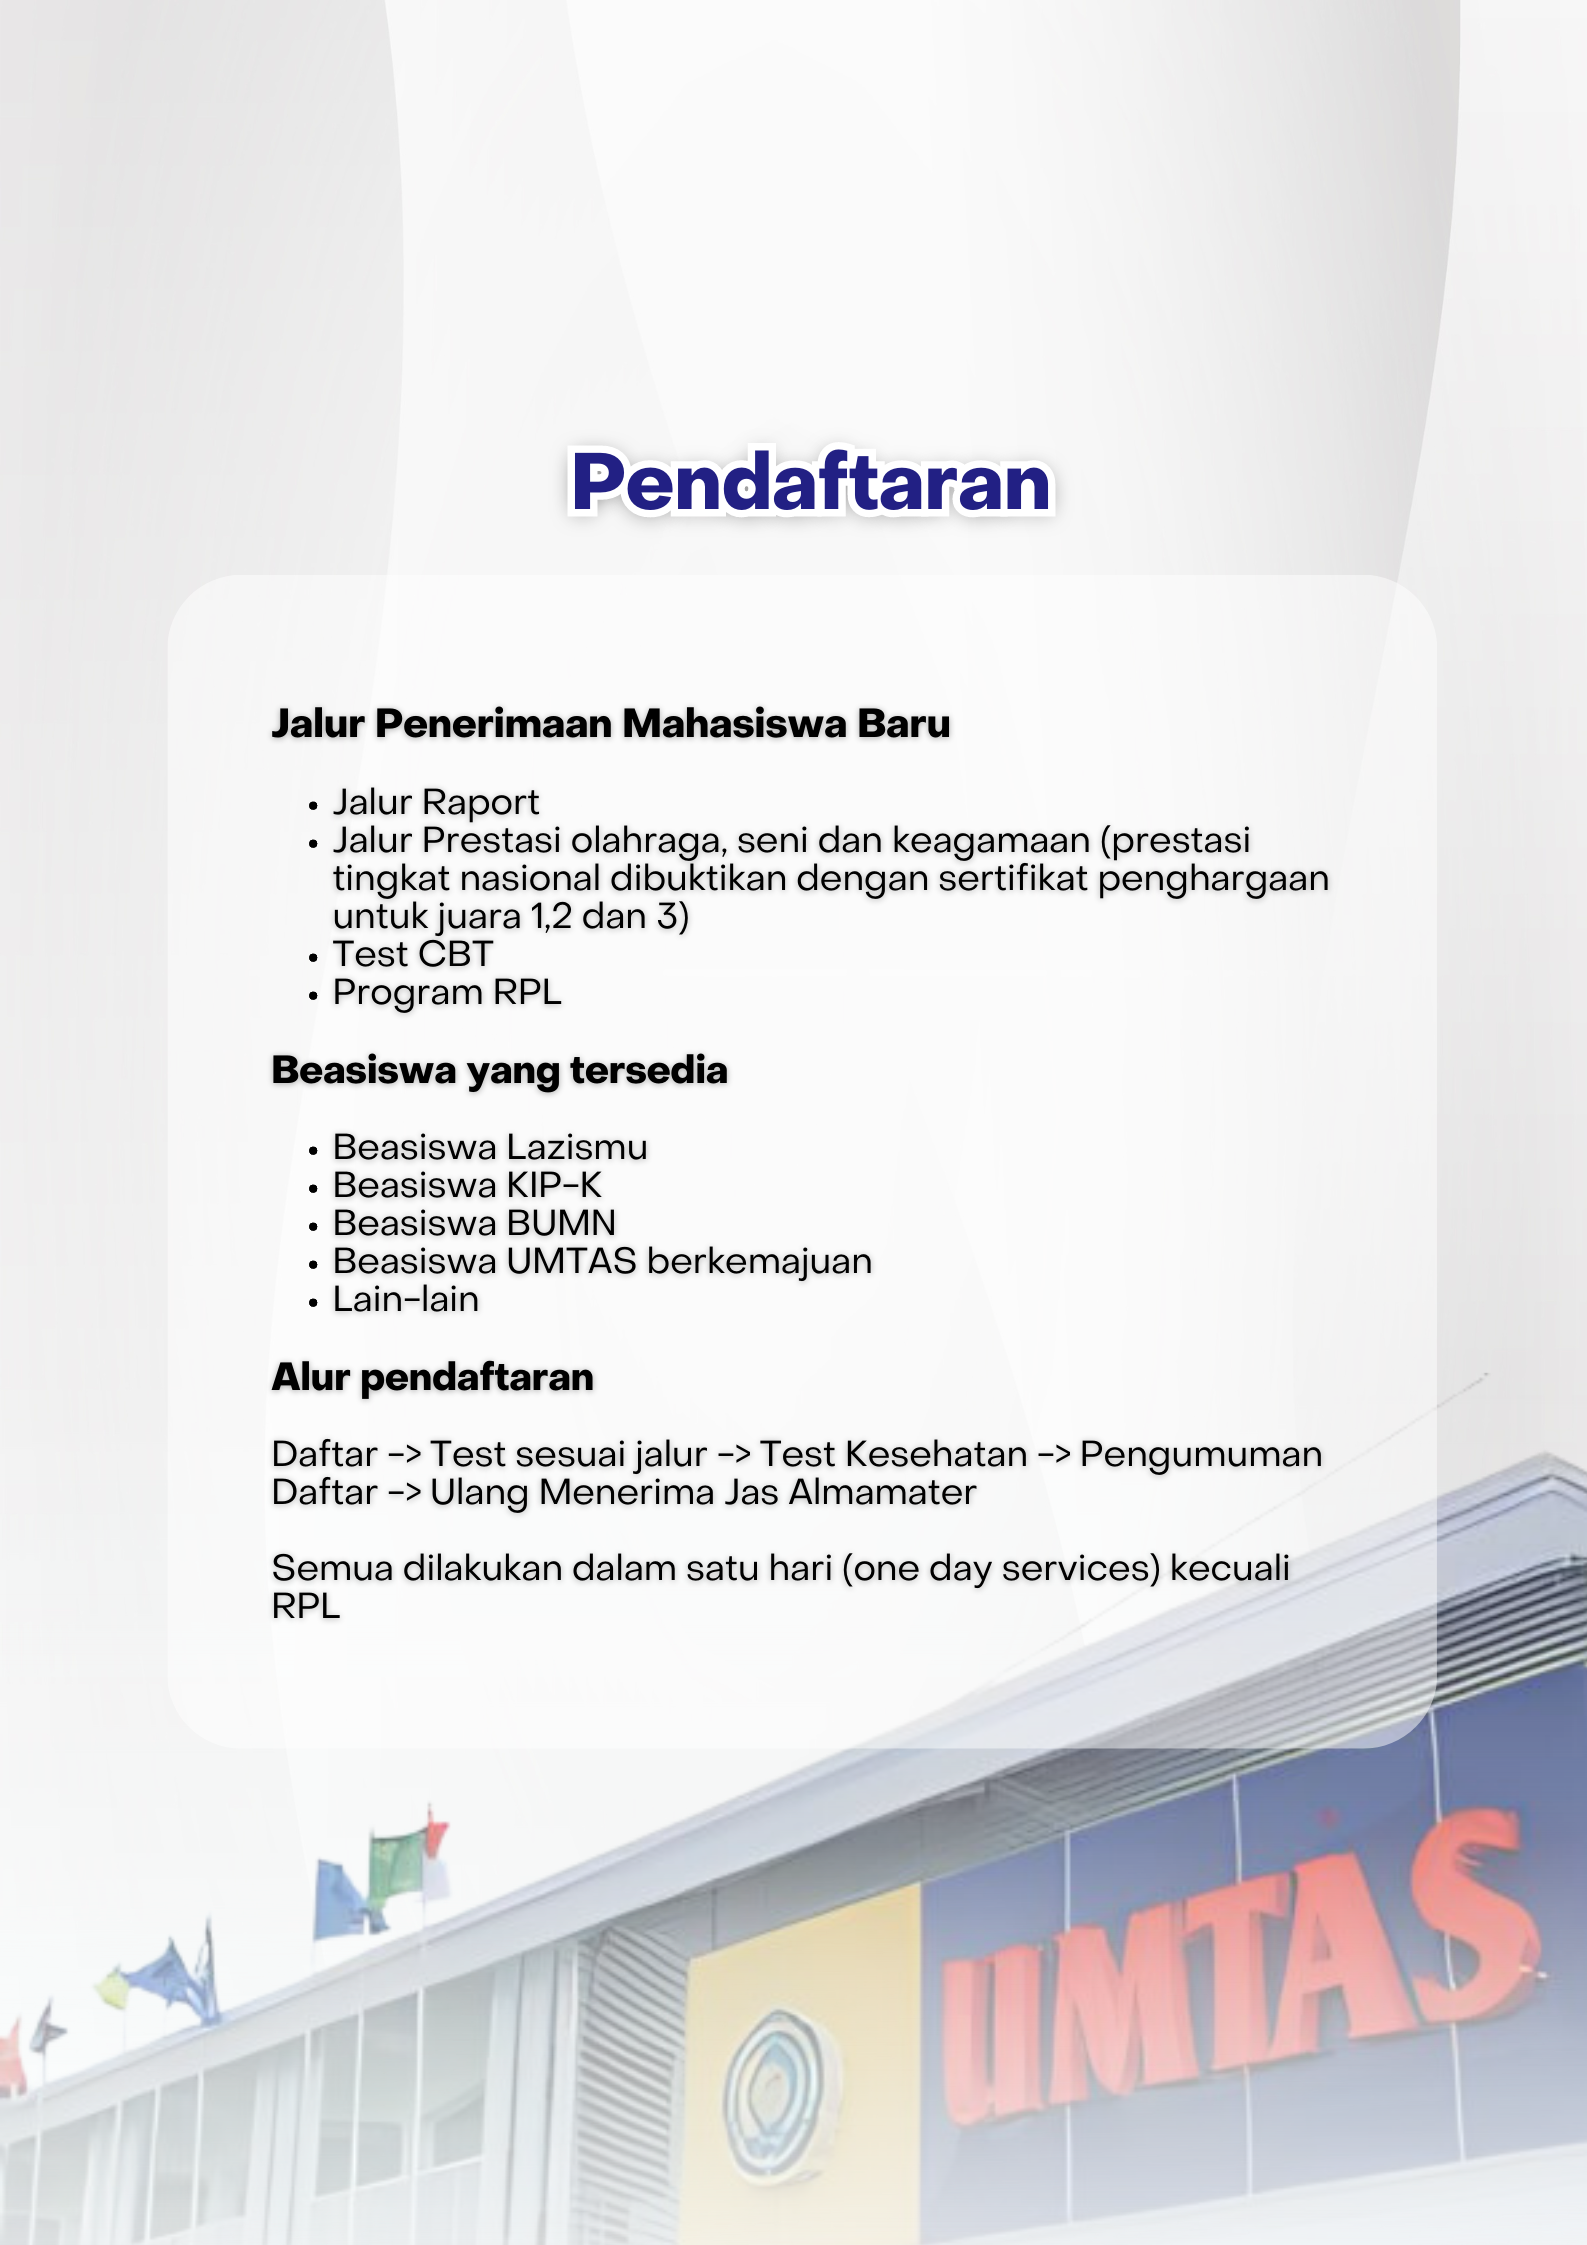 Pendaftaran
Jalur Penerimaan Mahasiswa Baru
• Jalur Raport
• Jalur Prestasi olahraga, seni dan keagamaan (prestasi
tingkat nasional dibuktikan dengan sertifikat penghargaan
untuk juara 1,2 dan 3)
• Test CBT
• Program RPL
Beasiswa yang tersedia
• Beasiswa Lazismu
• Beasiswa KIP-K
• Beasiswa BUMN
• Beasiswa UMTAS berkemajuan
• Lain-lain
Alur pendaftaran
Daftar -> Test sesuai jalur -> Test Kesehatan -> Pengumuman
Daftar -> Ulang Menerima Jas Almamater
Semua dilakukan dalam satu hari (one day services) kecuali
RPL
UMTAS